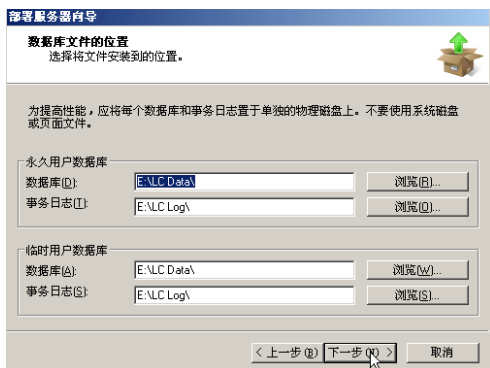 部署服务器向导
数据库文件的位置
选择将文件安装到的位置。
为提高性能，应将每个数据库和事务日志置于单独的物理磁盘上。不要使用系统磁盘
或页面文件。
永久用户数据库
数据库(D): E:\LC Data\ 浏览(R)...
事务日志(T): E:\LC Log\ 浏览(O)...
临时用户数据库
数据库(A): E:\LC Data\ 浏览(W)...
事务日志(S): E:\LC Log\ 浏览(S)...
< 上一步(B) 下一步(N) > 取消